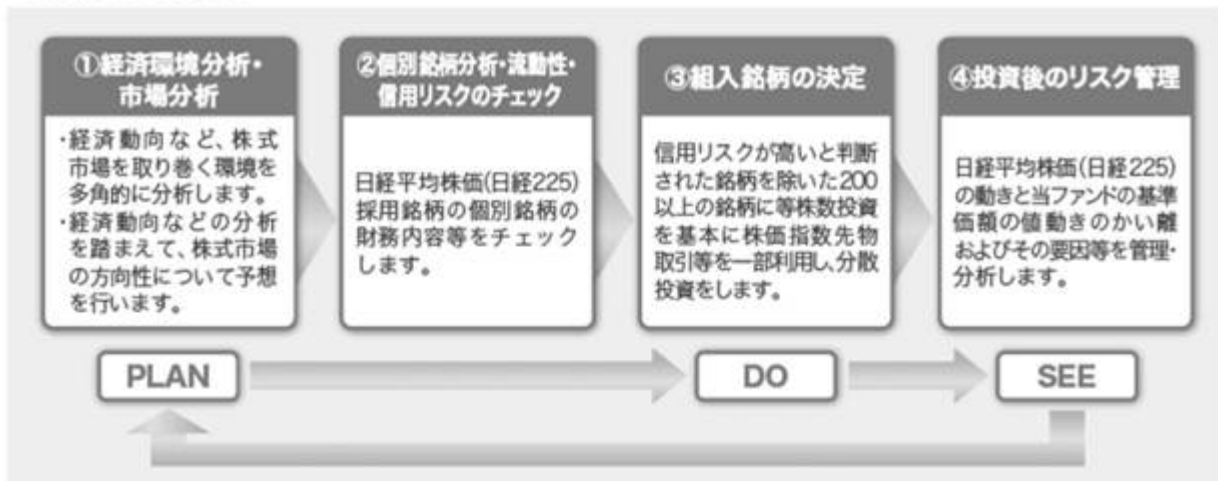 ①経済環境分析・
市場分析
・経済動向など、株式
市場を取り巻く環境を
多角的に分析します。
・経済動向などの分析
を踏まえて、株式市場
の方向性について予想
を行います。
②個別銘柄分析・流動性・
信用リスクのチェック
日経平均株価(日経225)
採用銘柄の個別銘柄の
財務内容等をチェック
します。
③組入銘柄の決定
信用リスクが高いと判断
された銘柄を除いた200
以上の銘柄に等株数投資
を基本に株価指数先物
取引等を一部利用し、分散
投資をします。
④投資後のリスク管理
日経平均株価(日経225)
の動きと当ファンドの基準
価額の値動きのかい離
およびその要因等を管理・
分析します。
PLAN
DO
SEE